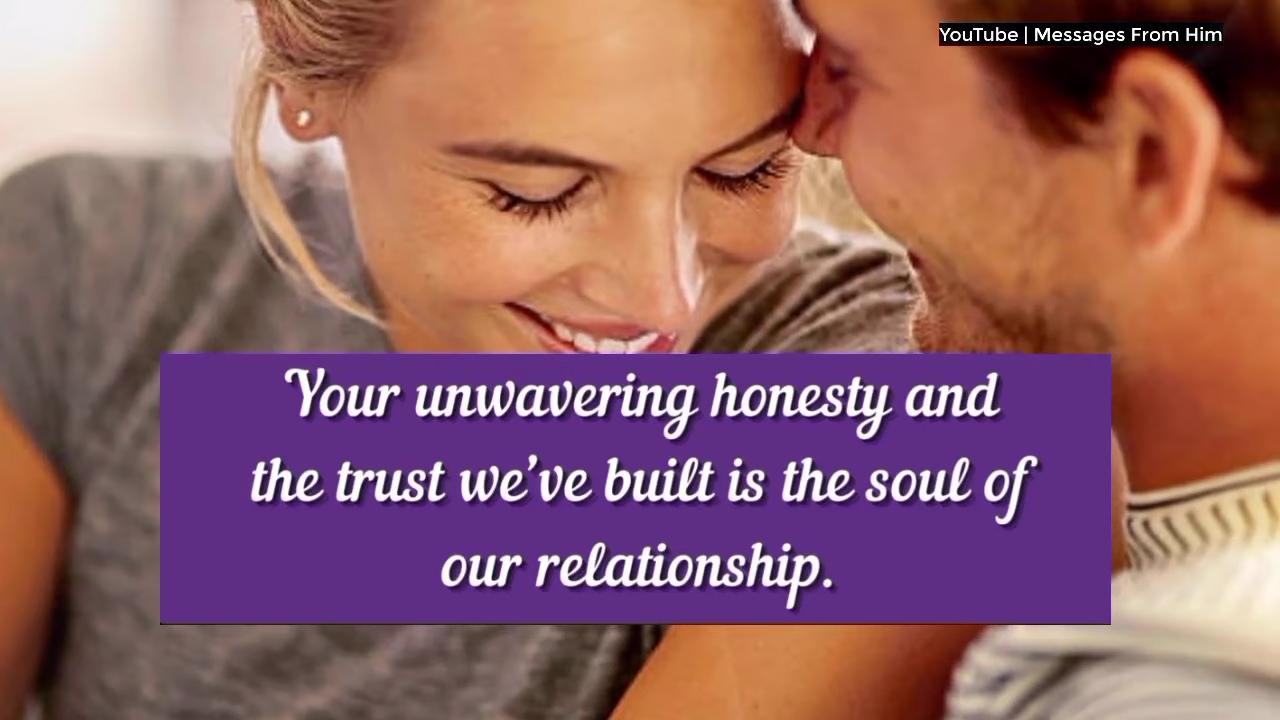 YouTube | Messages From Him
Your unwavering honesty and
the trust we've built is the soul of
our relationship.